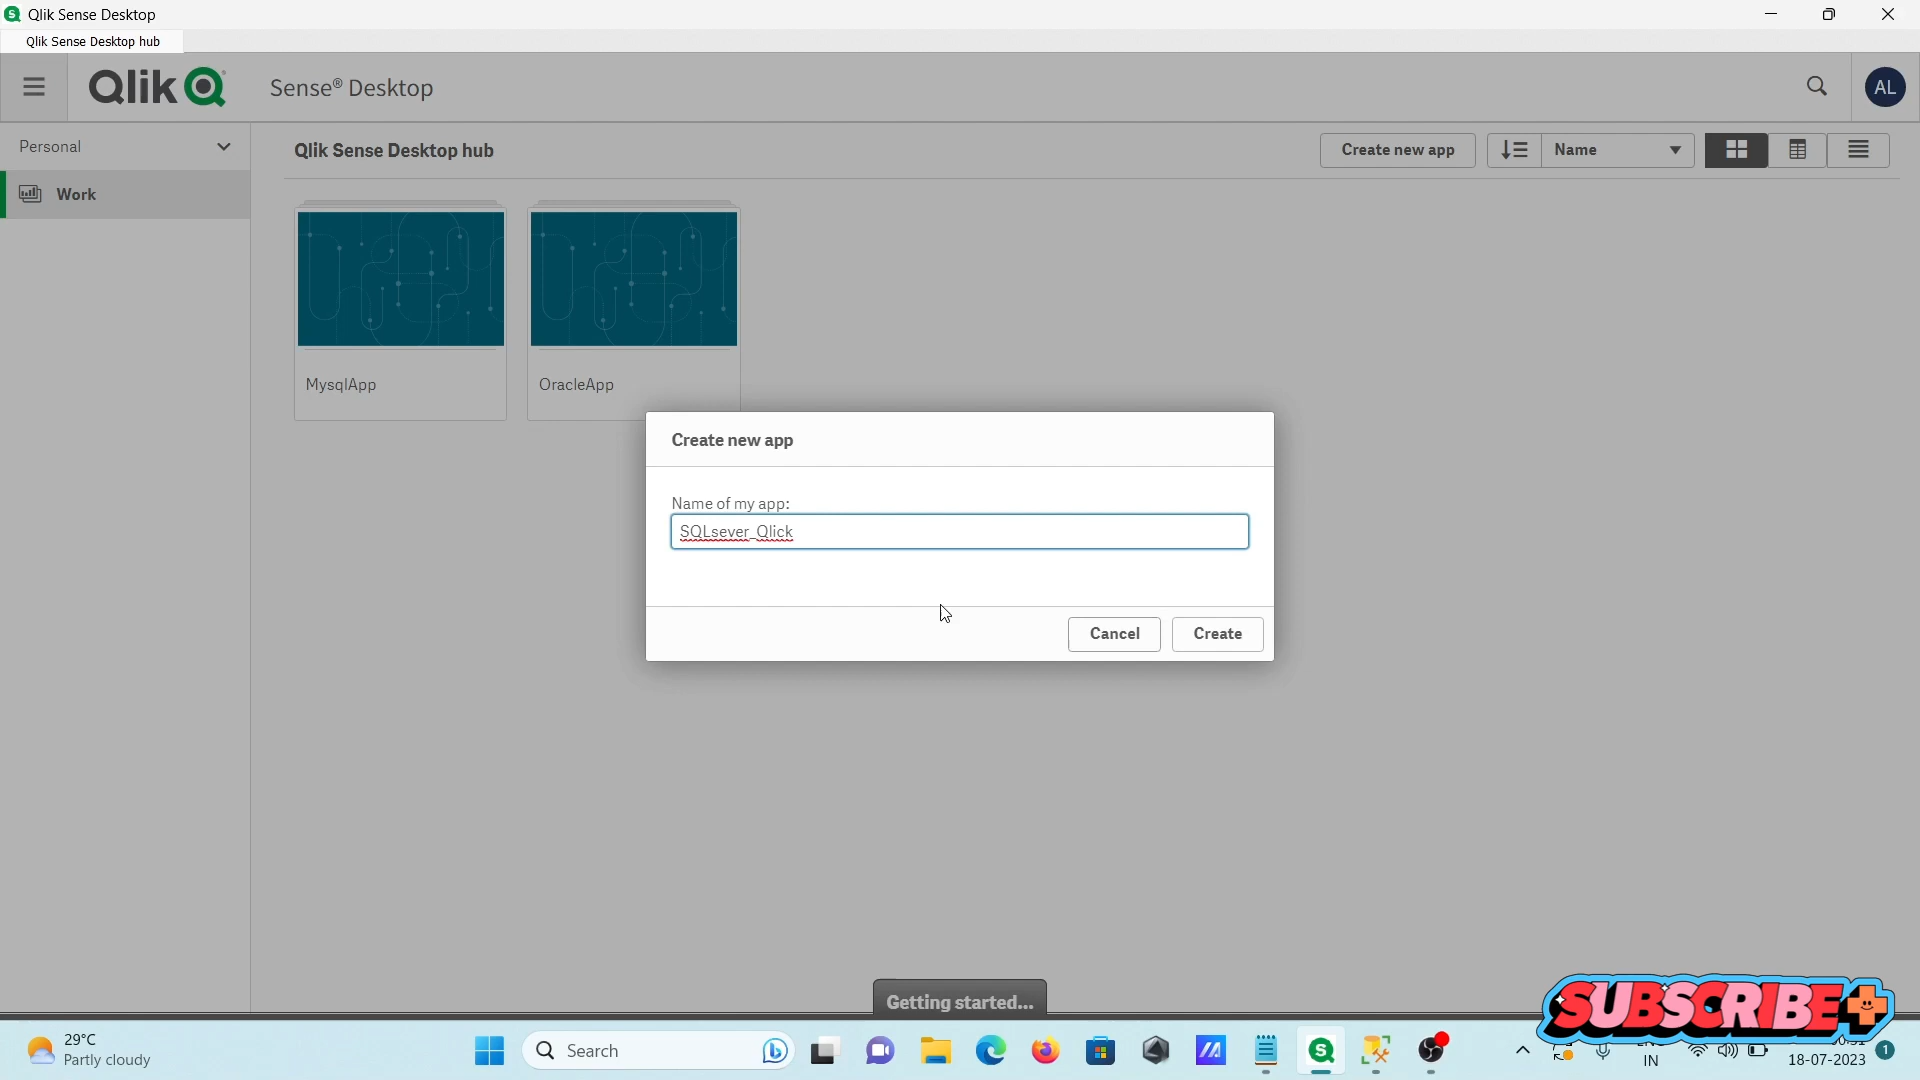 Qlik Sense Desktop
Qlik Sense Desktop hub
Qlik
Sense® Desktop
AL
Personal
Qlik Sense Desktop hub
Create new app
Name
Work
MysqlApp
OracleApp
Create new app
Name of my app:
SQLsever_Qlick
Cancel
Create
Getting started...
SUBSCRIBE
29°C
Partly cloudy
Search
IN
18-07-2023
1